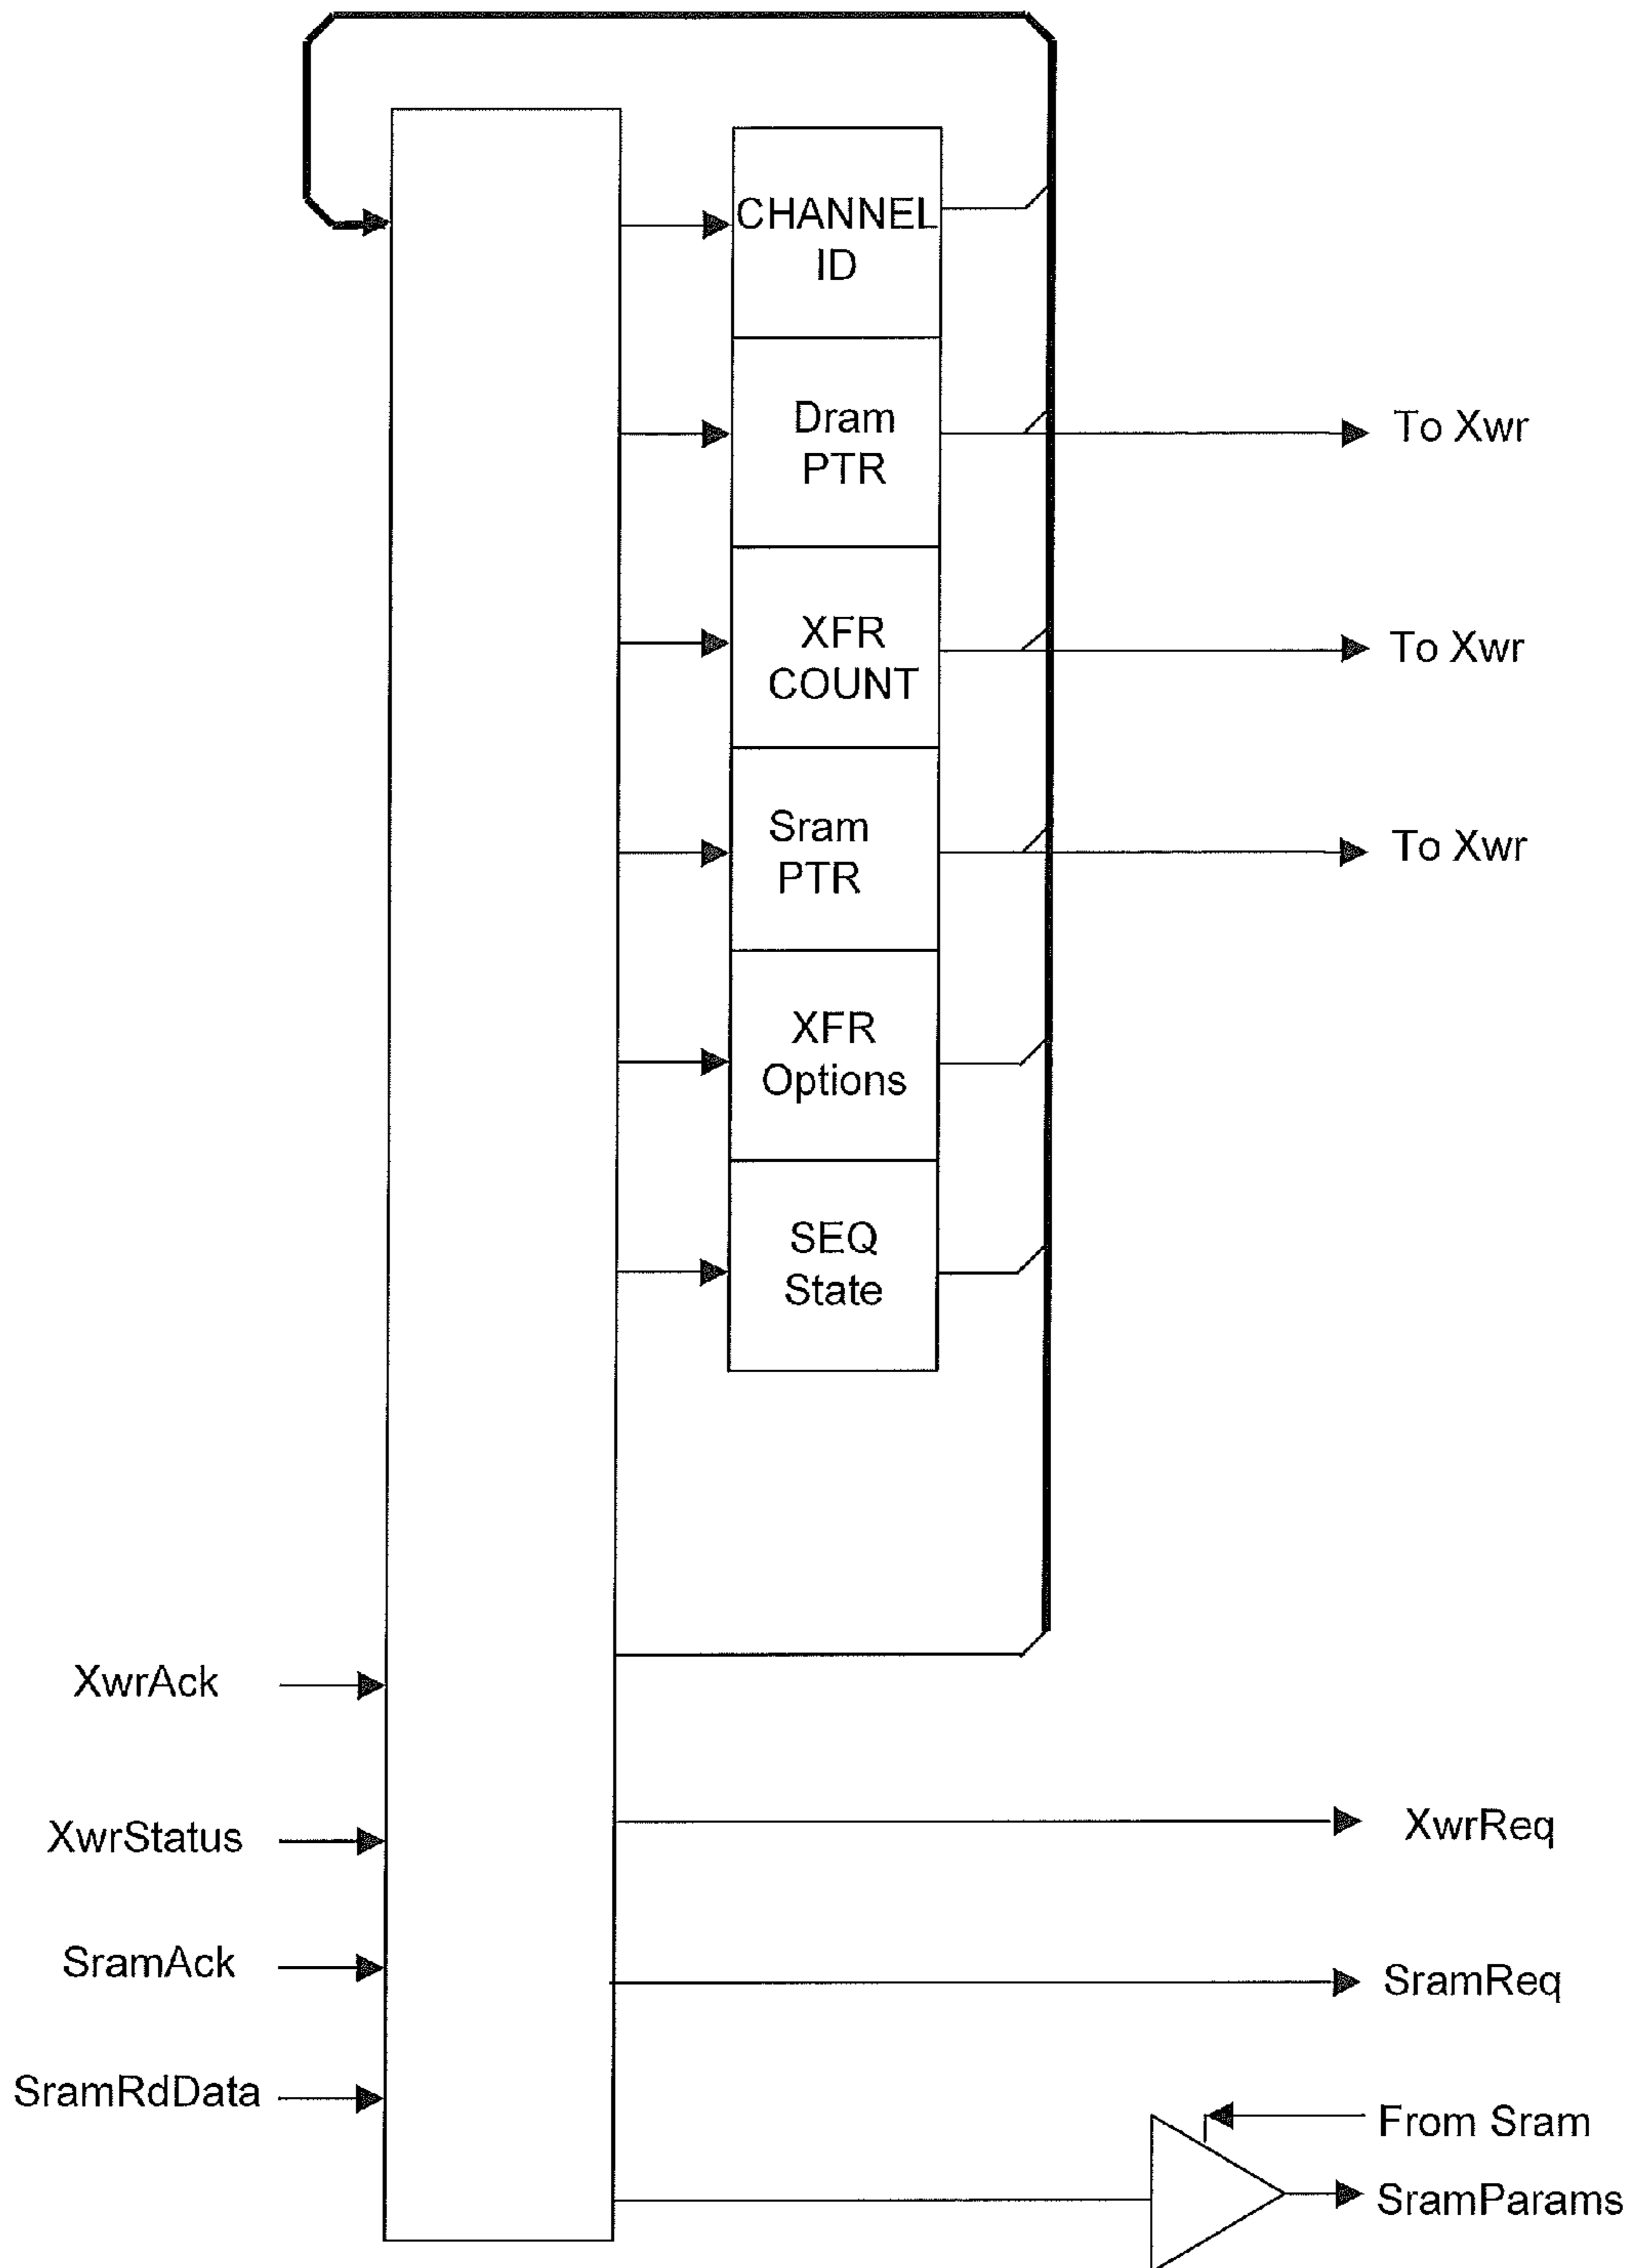 CHANNEL
ID
Dram
PTR
To Xwr
XFR
COUNT
To Xwr
Sram
PTR
To Xwr
XFR
Options
SEQ
State
XwrAck
XwrStatus
XwrReq
SramAck
SramReq
SramRdData
From Sram
SramParams